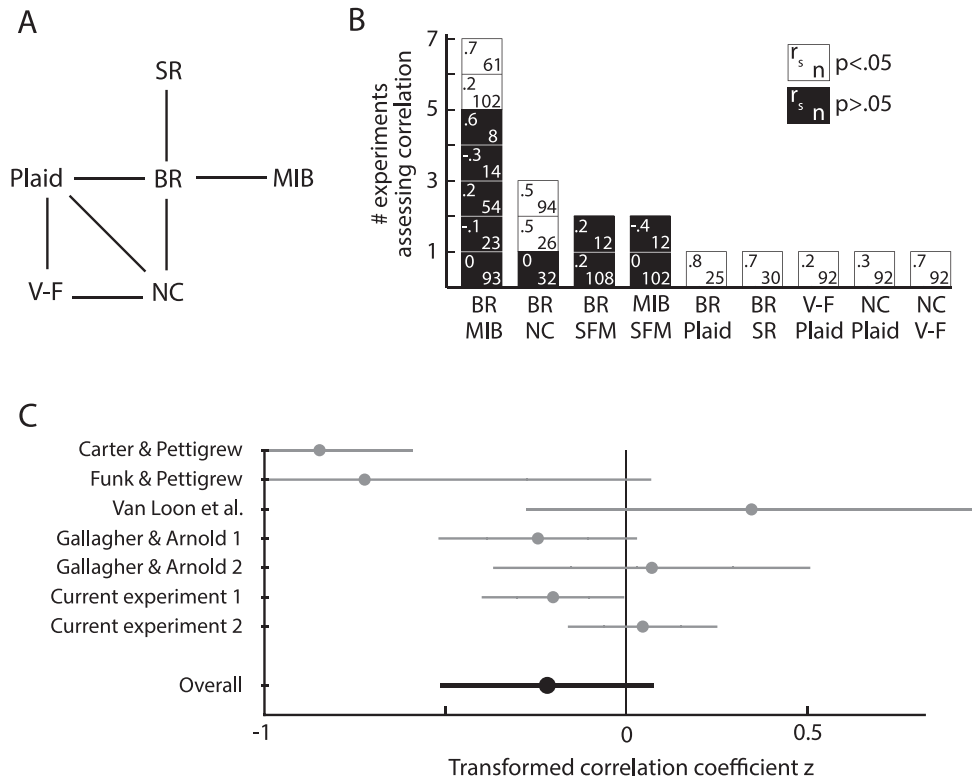 A
SR
Plaid BR MIB
V-F NC
B
# experiments
assessing correlation
7
5
3
1
.7 61
.2 102
.6 8
-.3 14
.2 54
-.1 23
0 93
.5 94
.5 26
0 32
.2 12
.2 108
-.4 12
0 102
.8 25
.7 30
.2 92
.3 92
.7 92
BR BR BR MIB BR BR V-F NC NC
MIB NC SFM SFM Plaid SR Plaid Plaid V-F
rs n p<.05
rs n p>.05
C
Carter & Pettigrew
Funk & Pettigrew
Van Loon et al.
Gallagher & Arnold 1
Gallagher & Arnold 2
Current experiment 1
Current experiment 2
Overall
-1 0 0.5
Transformed correlation coefficient z